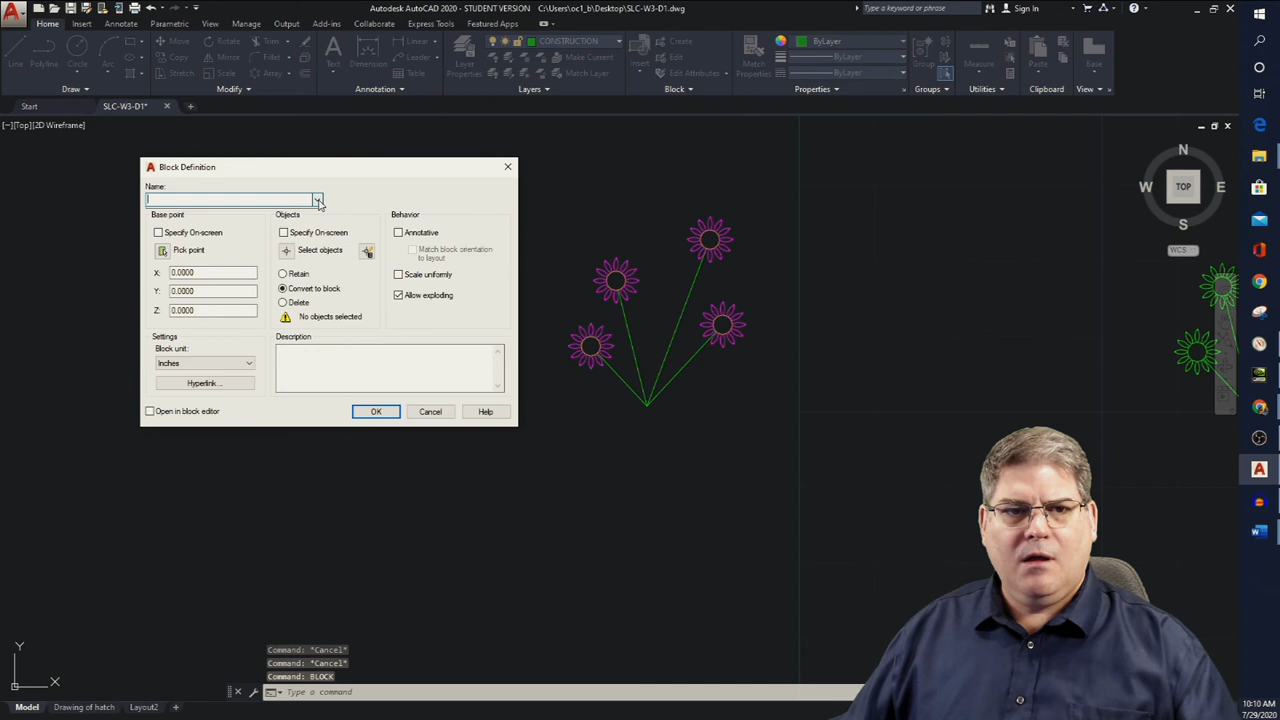 Autodesk AutoCAD 2020 - STUDENT VERSION C:\Users\oc1_b\Desktop\SLC-W3-D1.dwg Type a keyword or phrase Sign In
Home Insert Annotate Parametric View Manage Output Add-ins Collaborate Express Tools Featured Apps
Line Polyline Circle Arc Move Rotate Trim Text Dimension Linear Layer Properties CONSTRUCTION Insert Create Match Properties ByLayer Group Measure Paste Base
Copy Mirror Fillet Leader Make Current Edit ByLayer
Stretch Scale Array Table Match Layer Edit Attributes ByLayer
Draw Modify Annotation Layers Block Properties Groups Utilities Clipboard View
Start SLC-W3-D1*
[−][Top][2D Wireframe]
Block Definition
Name:
Base point Objects Behavior
Specify On-screen Specify On-screen Annotative
Pick point Select objects Match block orientation
to layout
X: 0.0000 Retain Scale uniformly
Y: 0.0000 Convert to block Allow exploding
Z: 0.0000 Delete
No objects selected
Settings Description
Block unit:
Inches
Hyperlink...
Open in block editor OK Cancel Help
N
W TOP E
S
WCS
Y
X
Command: *Cancel*
Command: *Cancel*
Command: BLOCK
Type a command
Model Drawing of hatch Layout2
10:10 AM
7/29/2020